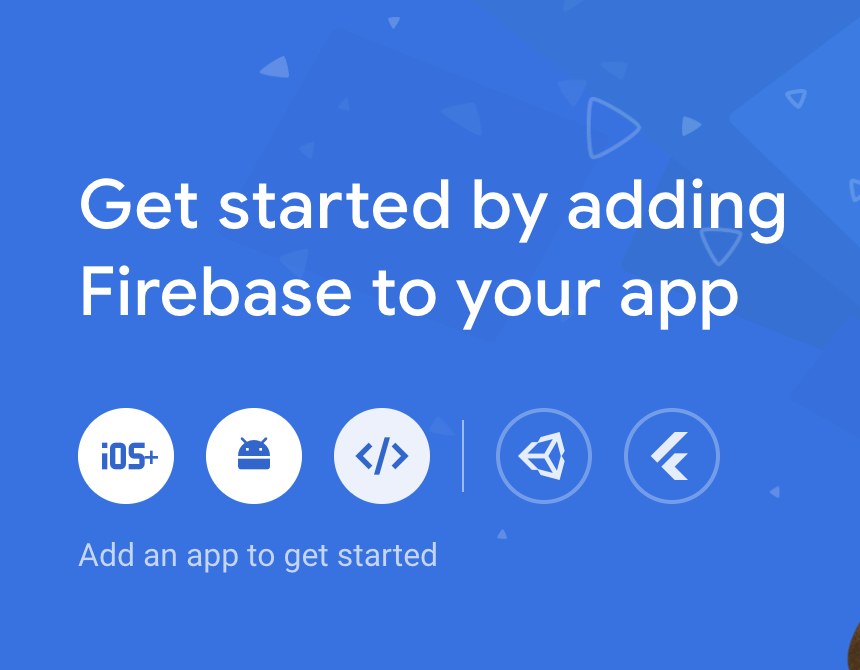 Get started by adding
Firebase to your app
iOS+
</>
Add an app to get started